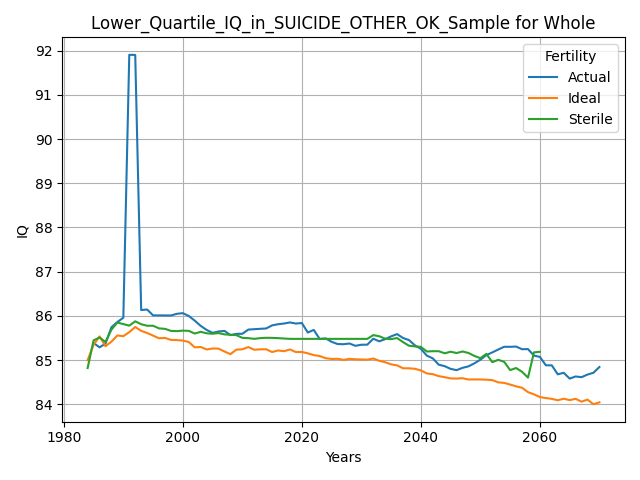 Lower_Quartile_IQ_in_SUICIDE_OTHER_OK_Sample for Whole
Fertility
Actual
Ideal
Sterile
IQ
92
91
90
89
88
87
86
85
84
1980
2000
2020
2040
2060
Years